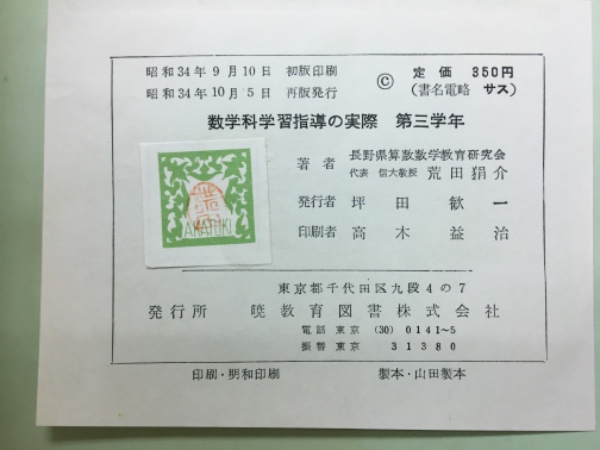 昭和34年9月10日 初版印刷
昭和34年10月5日 再版発行
Ⓒ 定価 350円
(書名電略 サス)
数学科学習指導の実際 第三学年
著者 長野県算数数学教育研究会
代表 信大教授 荒田狷介
発行者 坪田歓一
印刷者 高木益治
AKATUKI
東京都千代田区九段4の7
発行所 暁教育図書株式会社
電話 東京 (30) 0141~5
振替 東京 31380
印刷・明和印刷 製本・山田製本